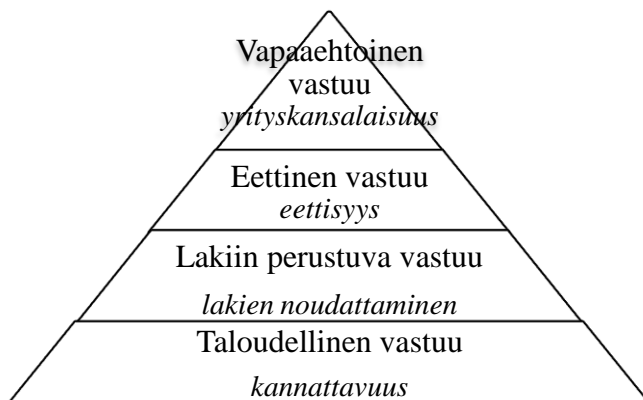 Vapaaehtoinen
vastuu
yrityskansalaisuus
Eettinen vastuu
eettisyys
Lakiin perustuva vastuu
lakien noudattaminen
Taloudellinen vastuu
kannattavuus